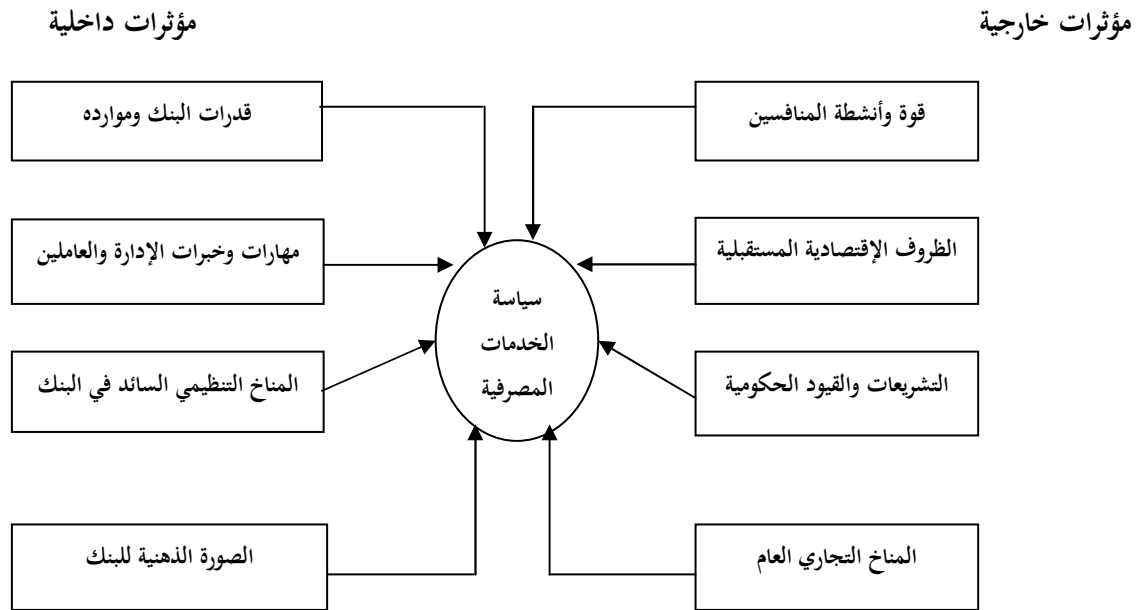 مؤثرات خارجية
مؤثرات داخلية
قوة وأنشطة المنافسين
قدرات البنك وموارده
الظروف الإقتصادية المستقبلية
مهارات وخبرات الإدارة والعاملين
سياسة
الخدمات
المصرفية
التشريعات والقيود الحكومية
المناخ التنظيمي السائد في البنك
المناخ التجاري العام
الصورة الذهنية للبنك